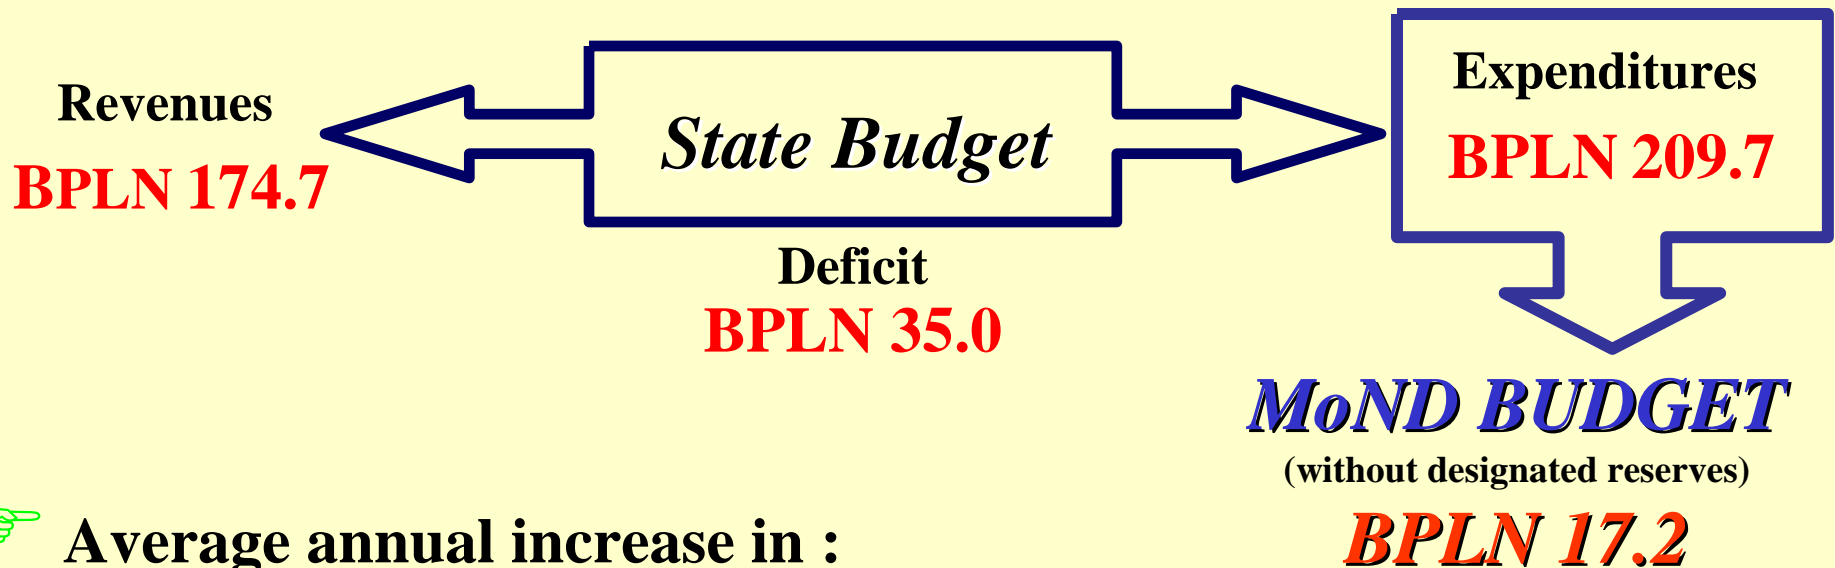 Revenues
BPLN 174.7
State Budget
Expenditures
BPLN 209.7
Deficit
BPLN 35.0
MoND BUDGET
(without designated reserves)
BPLN 17.2
Average annual increase in :